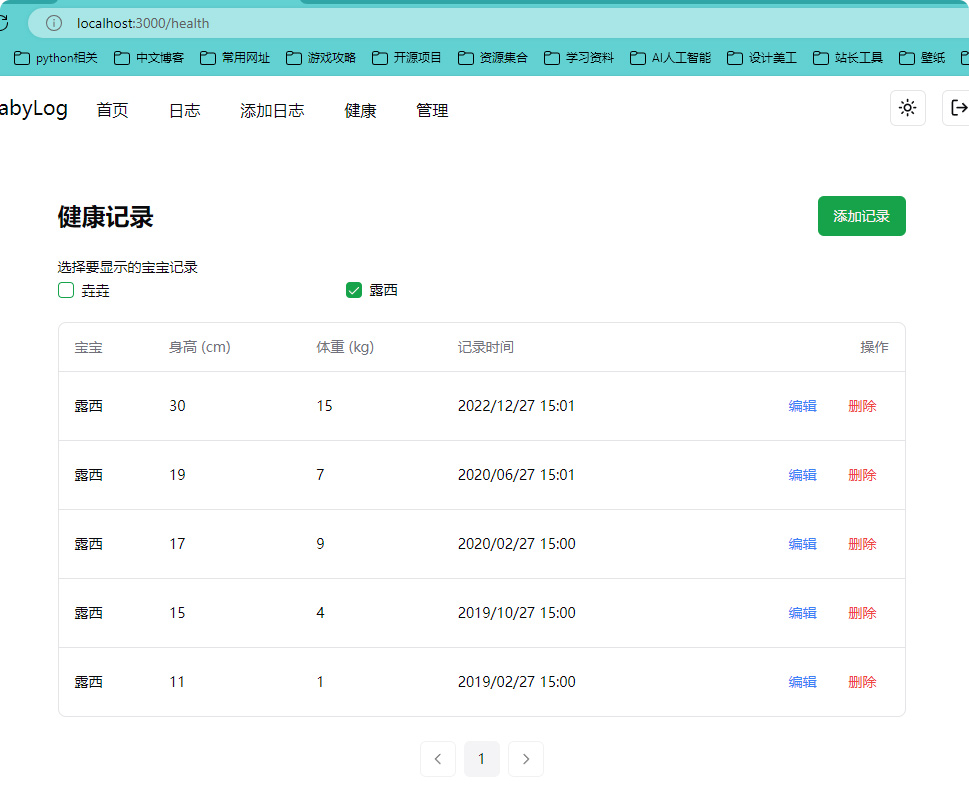 localhost:3000/health
python相关 中文博客 常用网址 游戏攻略 开源项目 资源集合 学习资料 AI人工智能 设计美工 站长工具 壁纸
abyLog 首页 日志 添加日志 健康 管理
健康记录 添加记录
选择要显示的宝宝记录
垚垚 露西
宝宝 身高 (cm) 体重 (kg) 记录时间 操作
露西 30 15 2022/12/27 15:01 编辑 删除
露西 19 7 2020/06/27 15:01 编辑 删除
露西 17 9 2020/02/27 15:00 编辑 删除
露西 15 4 2019/10/27 15:00 编辑 删除
露西 11 1 2019/02/27 15:00 编辑 删除
1